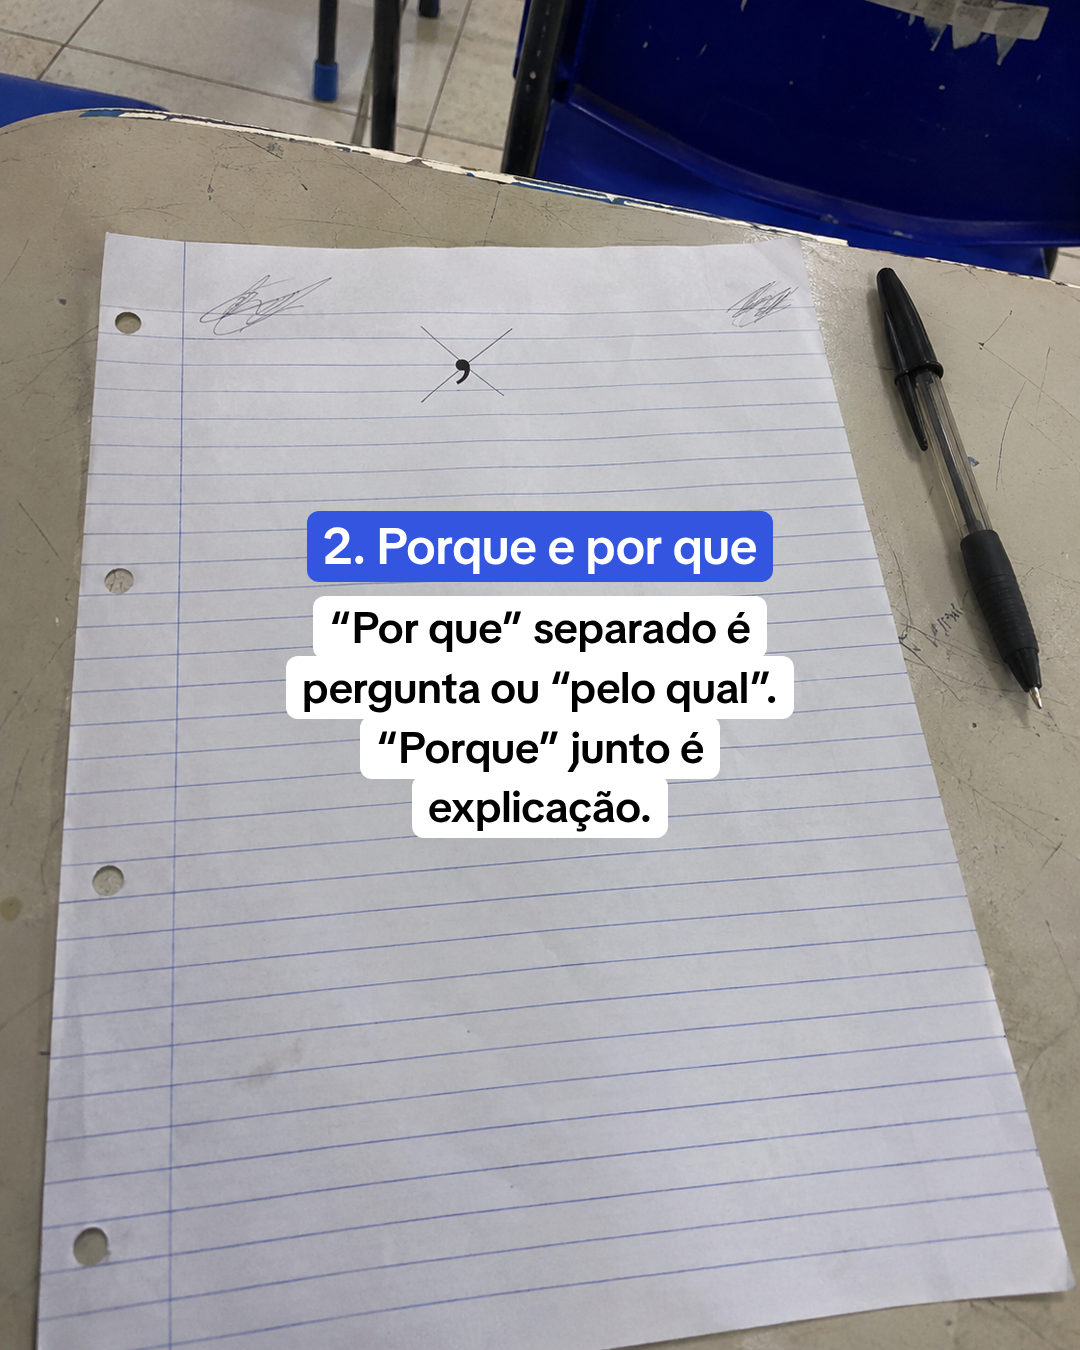 ,
2. Porque e por que
“Por que” separado é
pergunta ou “pelo qual”.
“Porque” junto é
explicação.